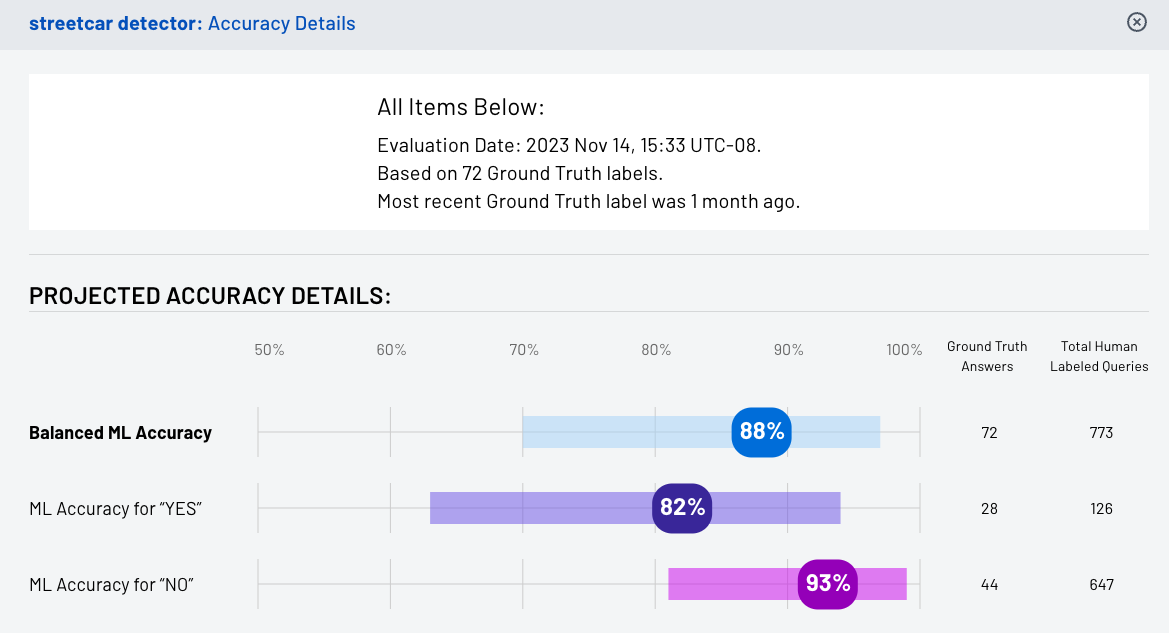 streetcar detector: Accuracy Details
All Items Below:
Evaluation Date: 2023 Nov 14, 15:33 UTC-08.
Based on 72 Ground Truth labels.
Most recent Ground Truth label was 1 month ago.
PROJECTED ACCURACY DETAILS:
50% 60% 70% 80% 90% 100% Ground Truth Answers Total Human Labeled Queries
Balanced ML Accuracy 88% 72 773
ML Accuracy for “YES” 82% 28 126
ML Accuracy for “NO” 93% 44 647